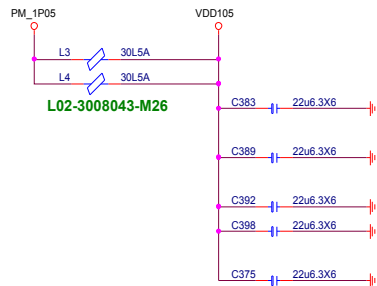 PM_1P05 VDD105
L3 30L5A
L4 30L5A
L02-3008043-M26
C383 22u6.3X6
C389 22u6.3X6
C392 22u6.3X6
C398 22u6.3X6
C375 22u6.3X6